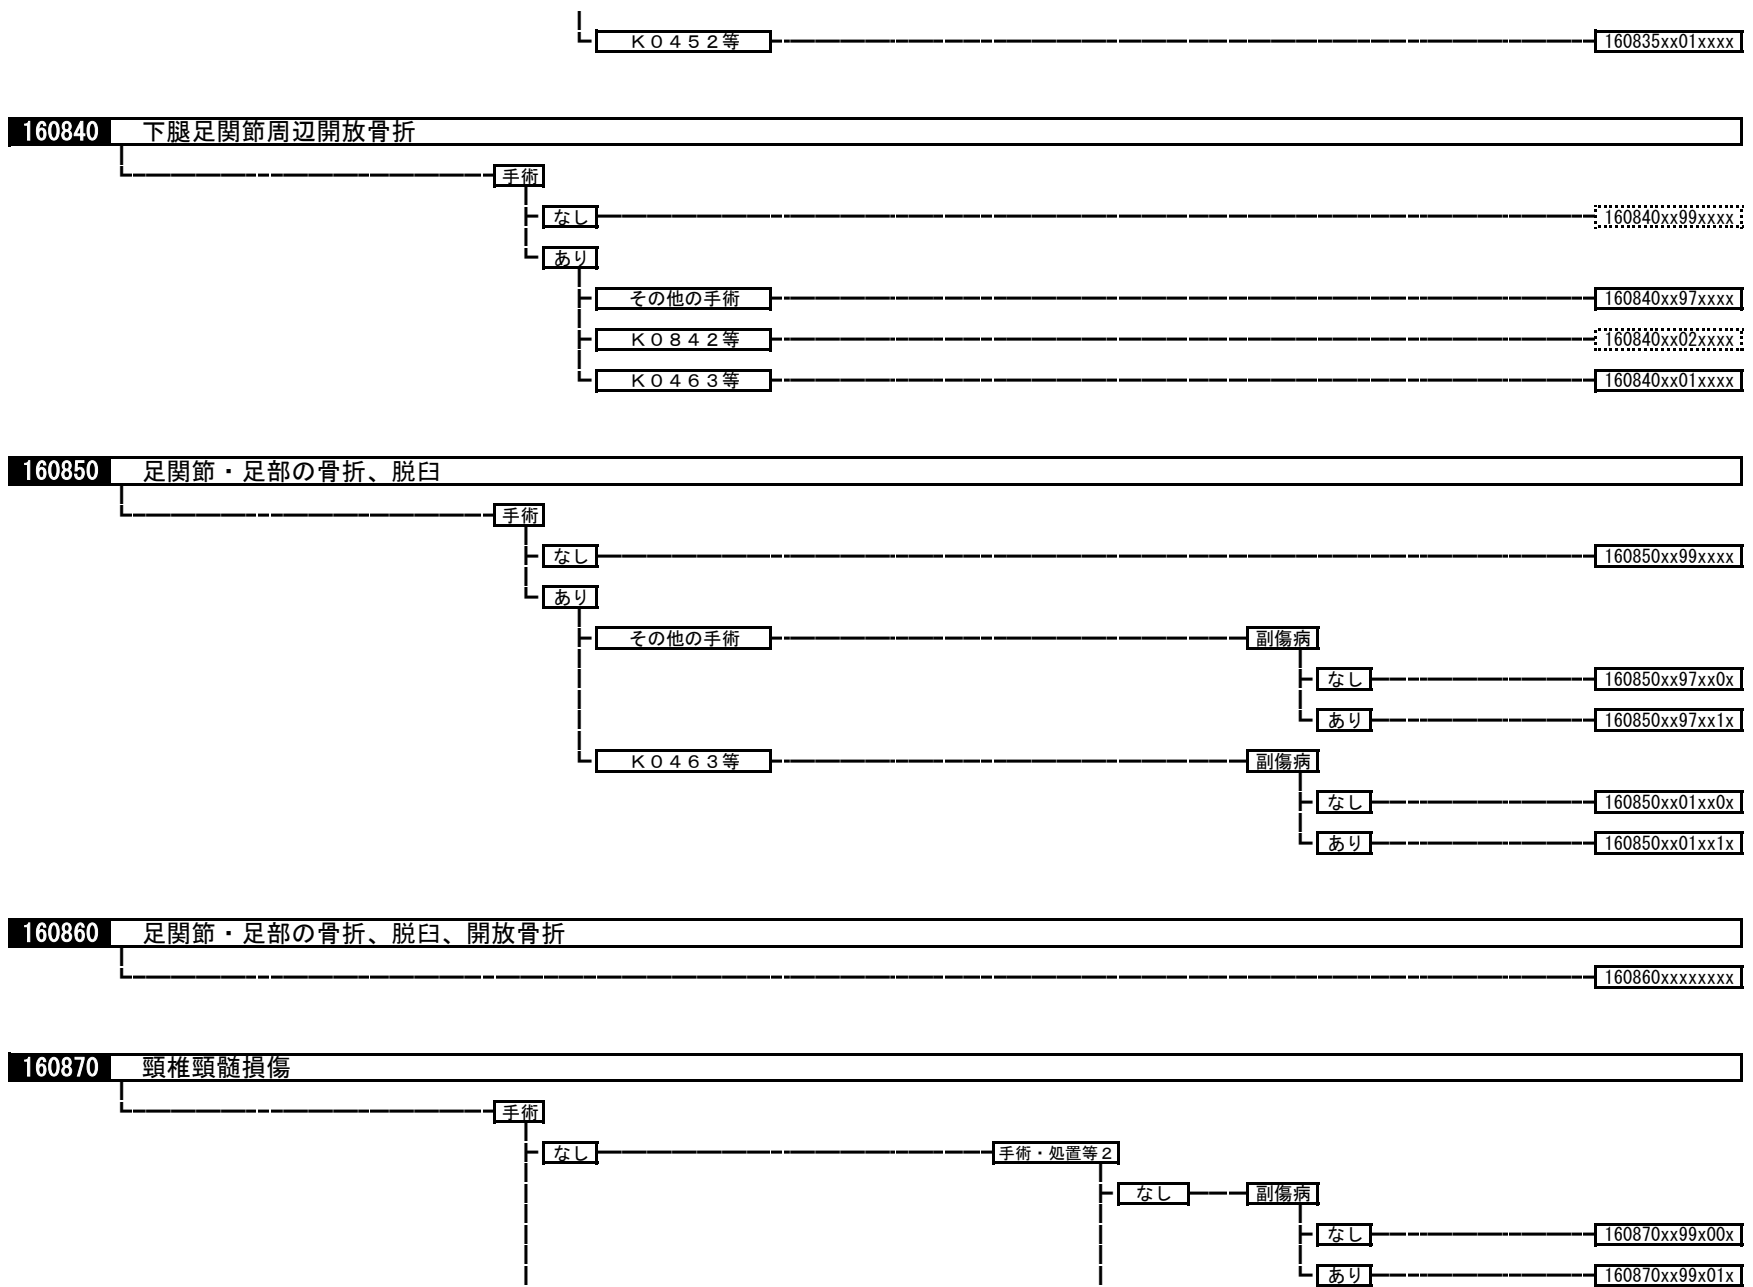 Ｋ０４５２等 160835xx01xxxx
160840 下腿足関節周辺開放骨折
手術
なし 160840xx99xxxx
あり
その他の手術 160840xx97xxxx
Ｋ０８４２等 160840xx02xxxx
Ｋ０４６３等 160840xx01xxxx
160850 足関節・足部の骨折、脱臼
手術
なし 160850xx99xxxx
あり
その他の手術 副傷病
なし 160850xx97xx0x
あり 160850xx97xx1x
Ｋ０４６３等 副傷病
なし 160850xx01xx0x
あり 160850xx01xx1x
160860 足関節・足部の骨折、脱臼、開放骨折
160860xxxxxxxx
160870 頸椎頸髄損傷
手術
なし 手術・処置等２
なし 副傷病
なし 160870xx99x00x
あり 160870xx99x01x